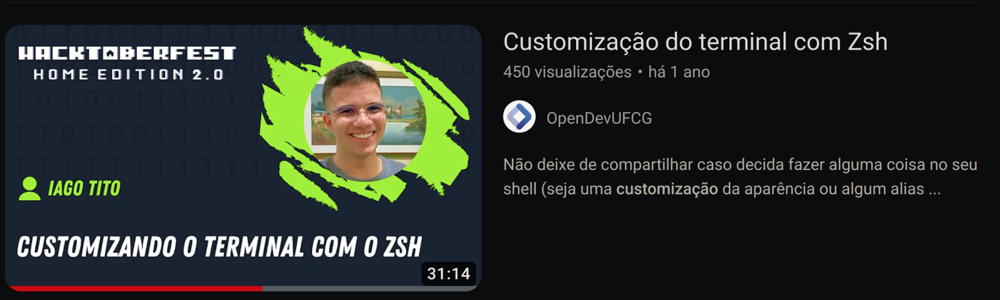 HACKTOBERFEST
HOME EDITION 2.0
IAGO TITO
CUSTOMIZANDO O TERMINAL COM O ZSH
31:14
Customização do terminal com Zsh
450 visualizações • há 1 ano
OpenDevUFCG
Não deixe de compartilhar caso decida fazer alguma coisa no seu
shell (seja uma customização da aparência ou algum alias ...